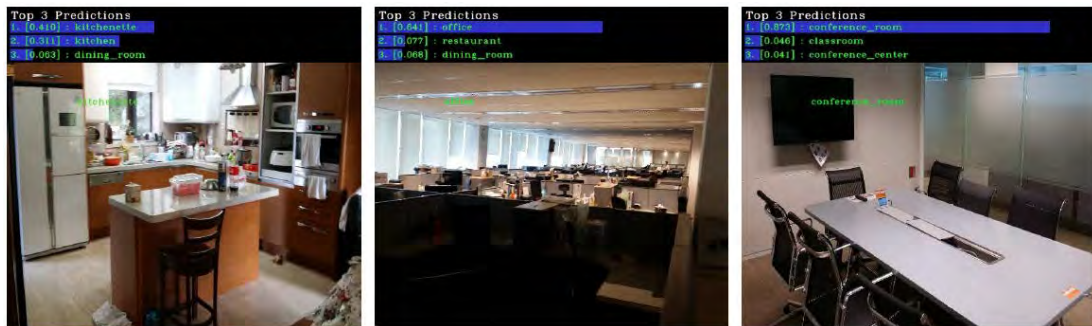 Top 3 Predictions
1. [0.410] : kitchenette
2. [0.311] : kitchen
3. [0.063] : dining_room
kitchenette
Top 3 Predictions
1. [0.641] : office
2. [0.077] : restaurant
3. [0.068] : dining_room
office
Top 3 Predictions
1. [0.873] : conference_room
2. [0.046] : classroom
3. [0.041] : conference_center
conference_room